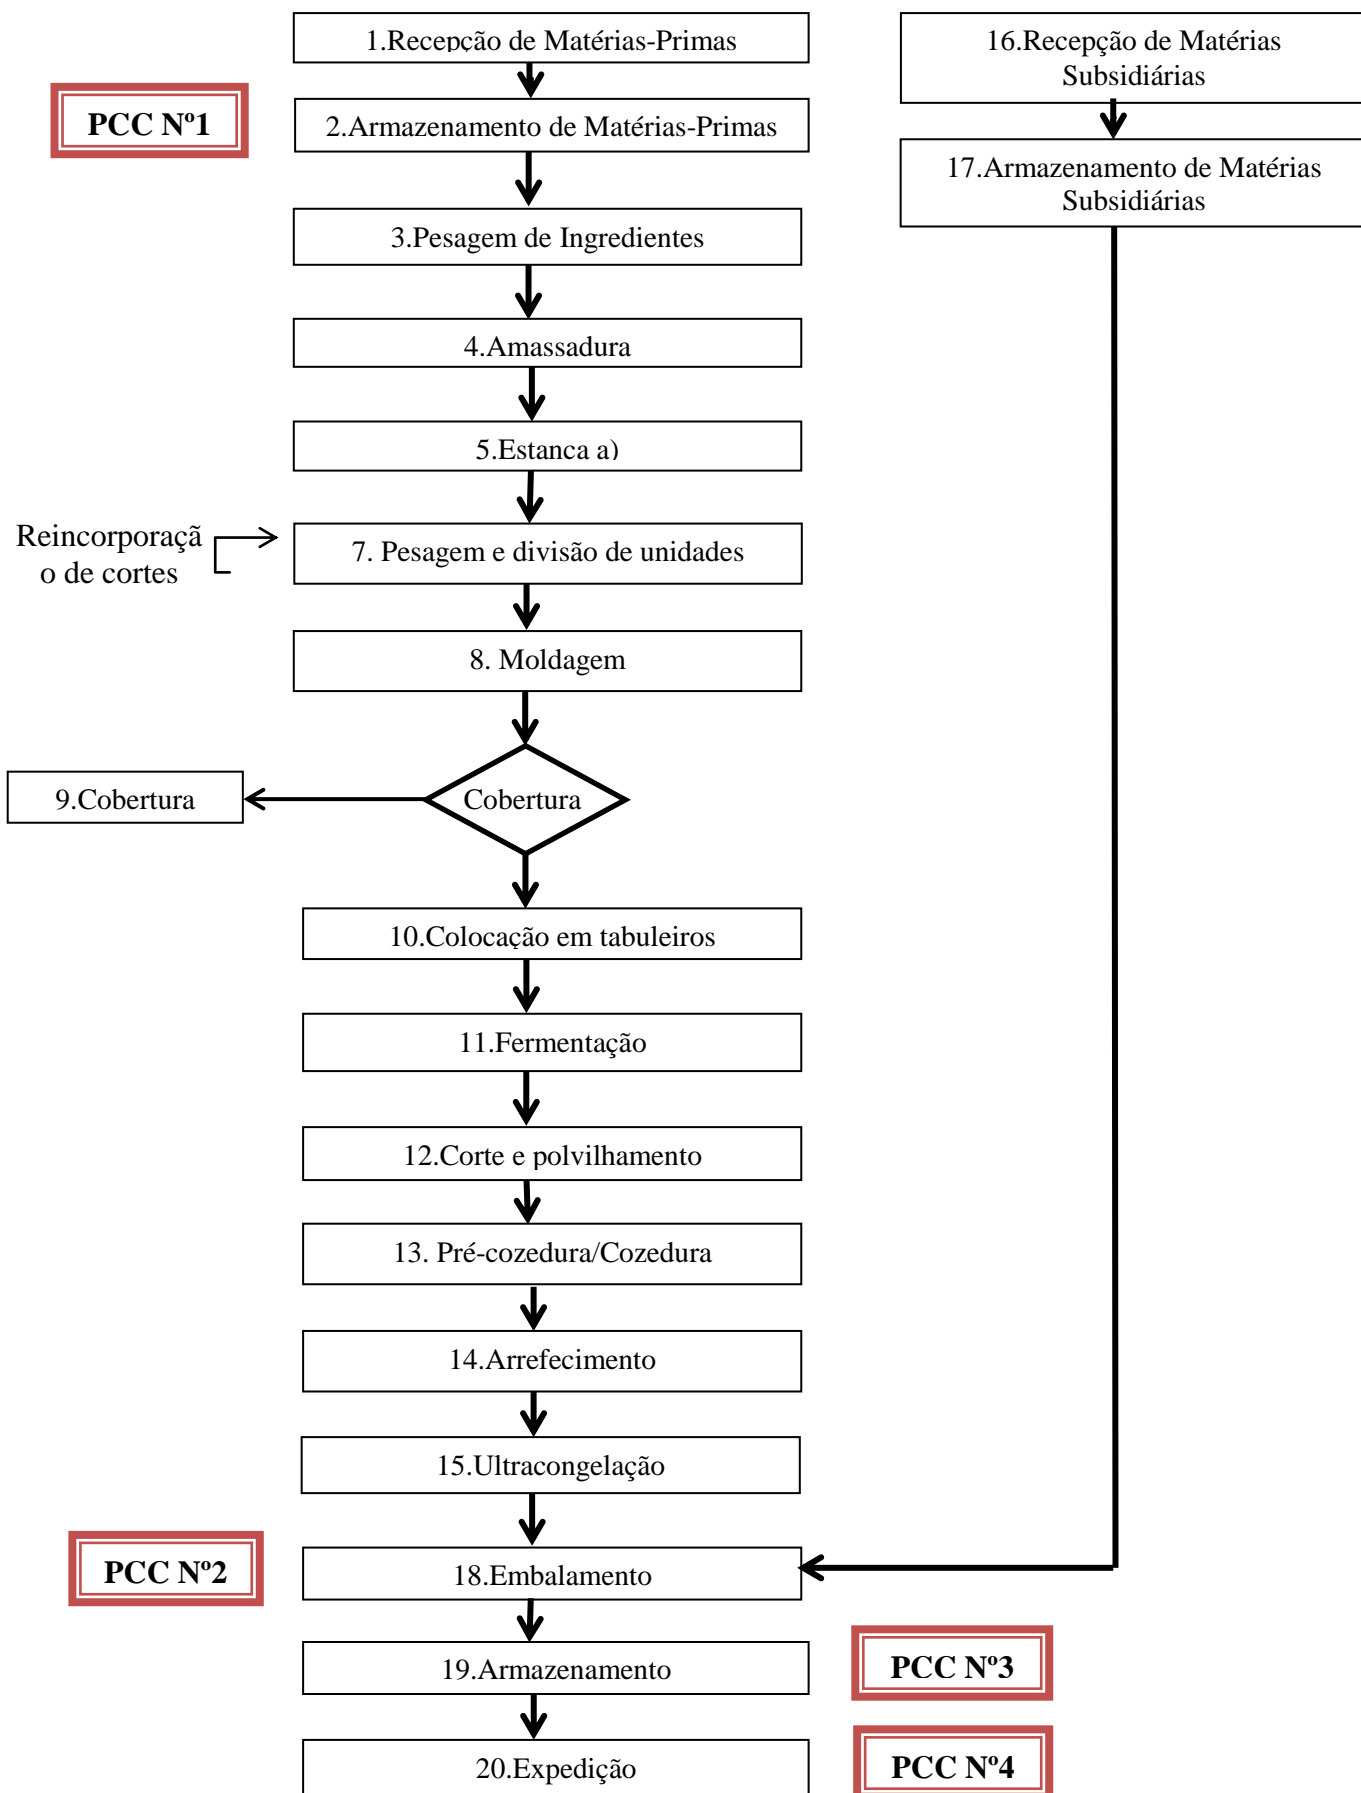 1.Recepção de Matérias-Primas
16.Recepção de Matérias
Subsidiárias
PCC Nº1
2.Armazenamento de Matérias-Primas
17.Armazenamento de Matérias
Subsidiárias
3.Pesagem de Ingredientes
4.Amassadura
5.Estanca a)
Reincorporaçã
o de cortes
7. Pesagem e divisão de unidades
8. Moldagem
9.Cobertura
Cobertura
10.Colocação em tabuleiros
11.Fermentação
12.Corte e polvilhamento
13. Pré-cozedura/Cozedura
14.Arrefecimento
15.Ultracongelação
PCC Nº2
18.Embalamento
19.Armazenamento
PCC Nº3
20.Expedição
PCC Nº4